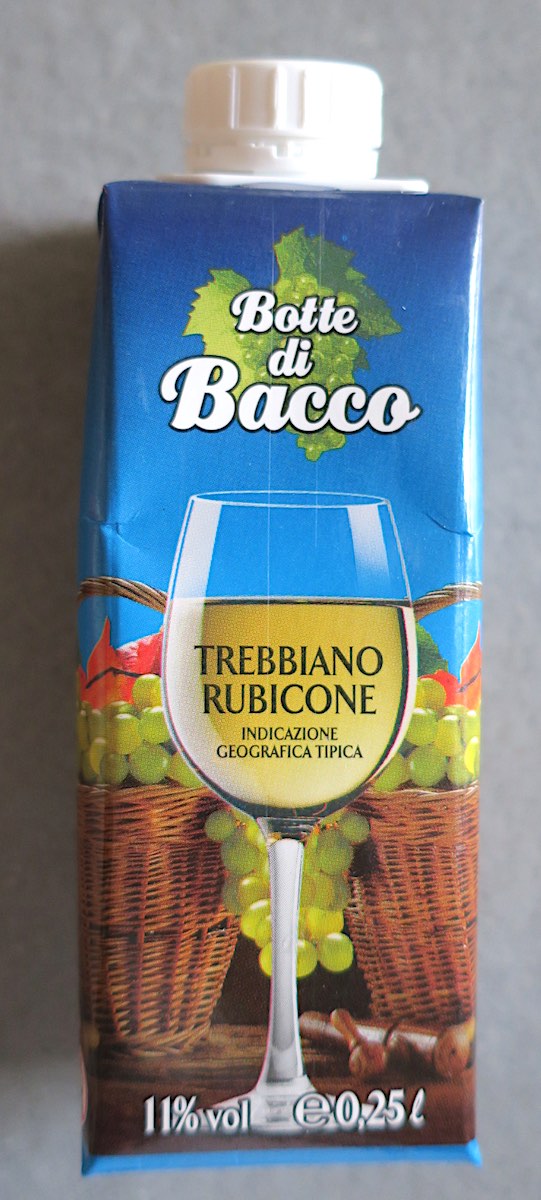 Botte
di
Bacco
TREBBIANO
RUBICONE
INDICAZIONE
GEOGRAFICA TIPICA
11% vol e 0,25 ℓ